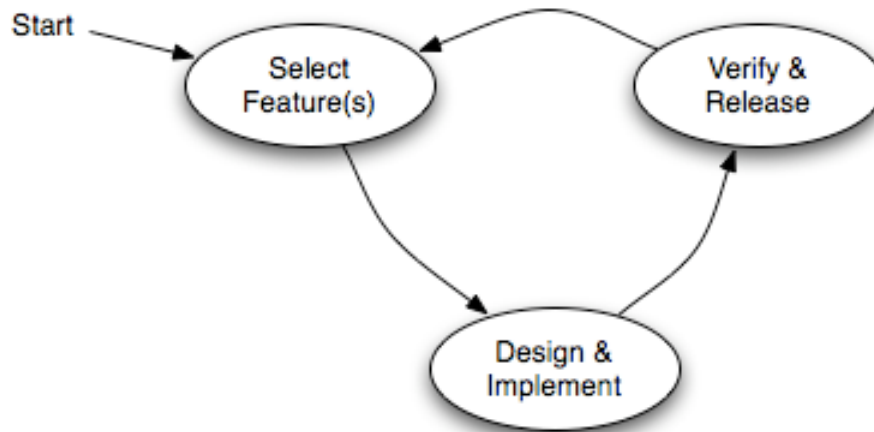 Start
Select
Feature(s)
Verify &
Release
Design &
Implement